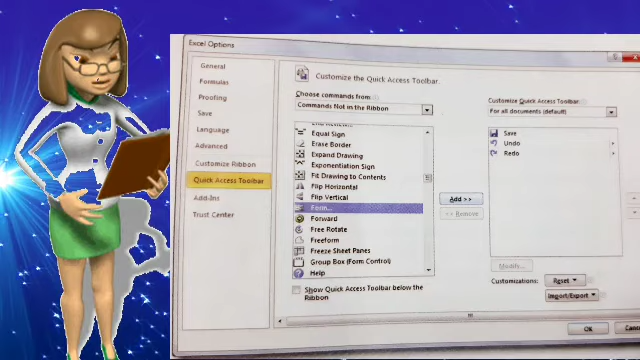 Excel Options
General
Formulas
Proofing
Save
Language
Advanced
Customize Ribbon
Quick Access Toolbar
Add-Ins
Trust Center
Customize the Quick Access Toolbar.
Choose commands from:
Commands Not in the Ribbon
Equal Sign
Erase Border
Expand Drawing
Exponentiation Sign
Fit Drawing to Contents
Flip Horizontal
Flip Vertical
Form...
Forward
Free Rotate
Freeform
Freeze Sheet Panes
Group Box (Form Control)
Help
Show Quick Access Toolbar below the
Ribbon
Add >>
<< Remove
Customize Quick Access Toolbar:
For all documents (default)
Save
Undo
Redo
Modify...
Customizations:
Reset
Import/Export
OK